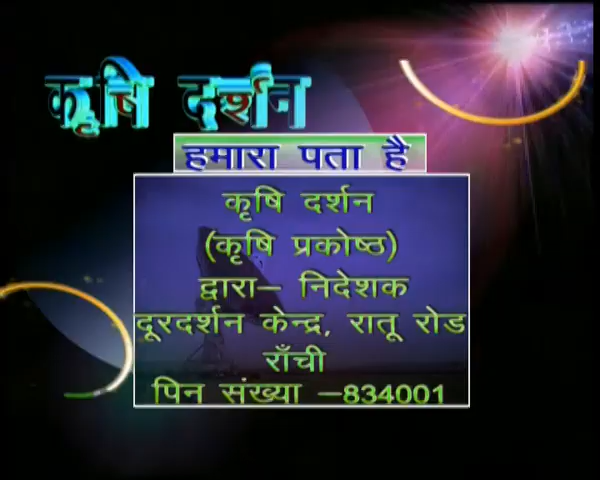 कृषि दर्शन
हमारा पता है
कृषि दर्शन
(कृषि प्रकोष्ठ)
द्वारा– निदेशक
दूरदर्शन केन्द्र, रातू रोड
राँची
पिन संख्या –834001